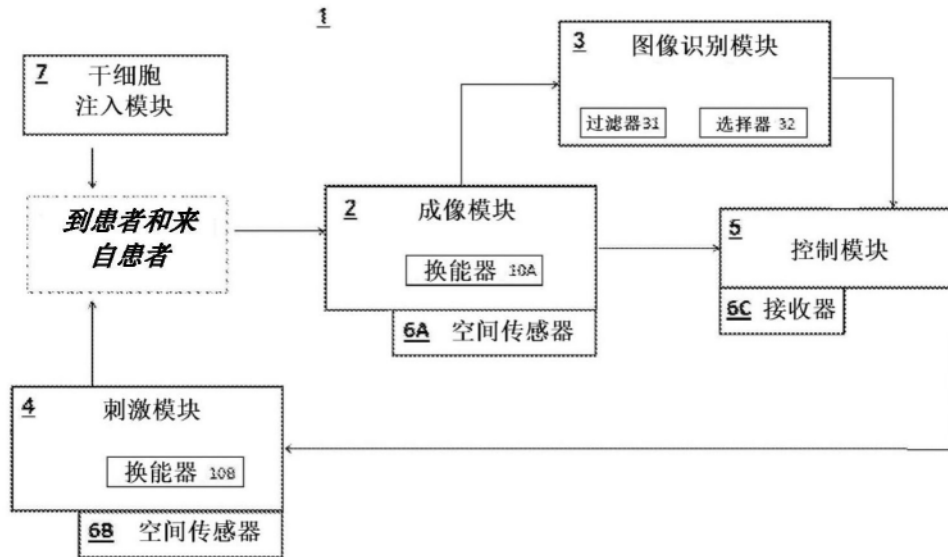 1
7 干细胞
注入模块
3 图像识别模块
过滤器31 选择器 32
到患者和来
自患者
2 成像模块
换能器 10A
6A 空间传感器
5
控制模块
6C 接收器
4 刺激模块
换能器 10B
6B 空间传感器